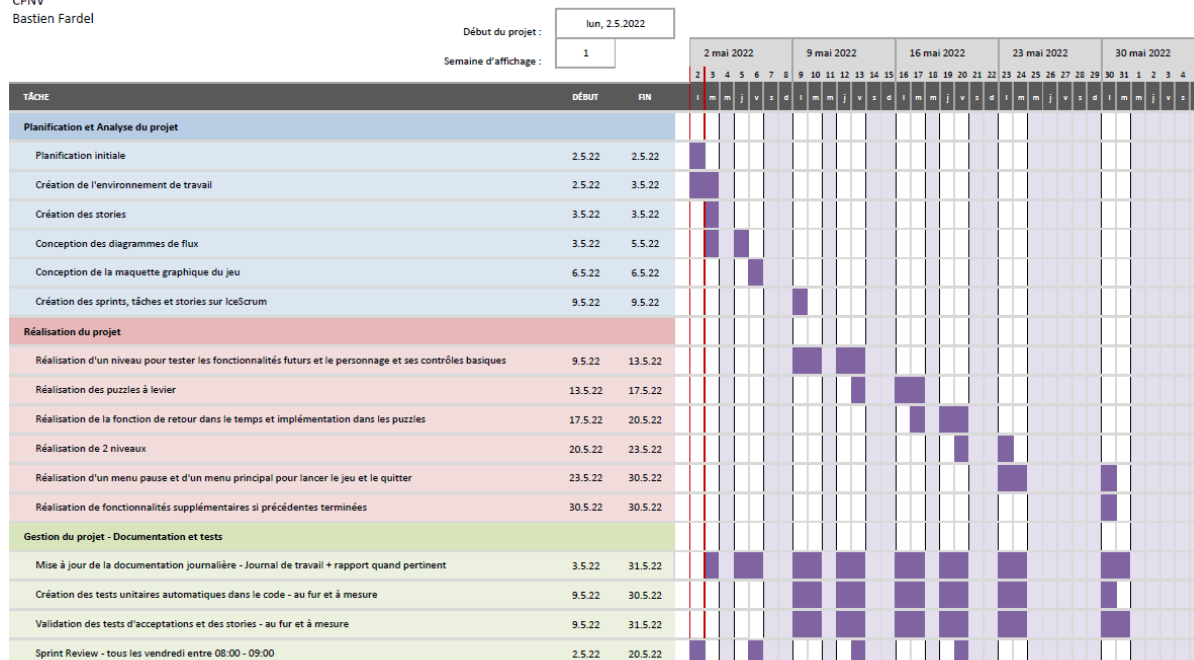 CPNV
Bastien Fardel
Début du projet :
lun, 2.5.2022
Semaine d'affichage :
1
2 mai 2022 9 mai 2022 16 mai 2022 23 mai 2022 30 mai 2022
2 3 4 5 6 7 8 9 10 11 12 13 14 15 16 17 18 19 20 21 22 23 24 25 26 27 28 29 30 31 1 2 3 4
TÂCHE DÉBUT FIN l m m j v s d l m m j v s d l m m j v s d l m m j v s d l m m j v s
Planification et Analyse du projet
Planification initiale 2.5.22 2.5.22
Création de l'environnement de travail 2.5.22 3.5.22
Création des stories 3.5.22 3.5.22
Conception des diagrammes de flux 3.5.22 5.5.22
Conception de la maquette graphique du jeu 6.5.22 6.5.22
Création des sprints, tâches et stories sur IceScrum 9.5.22 9.5.22
Réalisation du projet
Réalisation d'un niveau pour tester les fonctionnalités futurs et le personnage et ses contrôles basiques 9.5.22 13.5.22
Réalisation des puzzles à levier 13.5.22 17.5.22
Réalisation de la fonction de retour dans le temps et implémentation dans les puzzles 17.5.22 20.5.22
Réalisation de 2 niveaux 20.5.22 23.5.22
Réalisation d'un menu pause et d'un menu principal pour lancer le jeu et le quitter 23.5.22 30.5.22
Réalisation de fonctionnalités supplémentaires si précédentes terminées 30.5.22 30.5.22
Gestion du projet - Documentation et tests
Mise à jour de la documentation journalière - Journal de travail + rapport quand pertinent 3.5.22 31.5.22
Création des tests unitaires automatiques dans le code - au fur et à mesure 9.5.22 30.5.22
Validation des tests d'acceptations et des stories - au fur et à mesure 9.5.22 31.5.22
Sprint Review - tous les vendredi entre 08:00 - 09:00 2.5.22 20.5.22